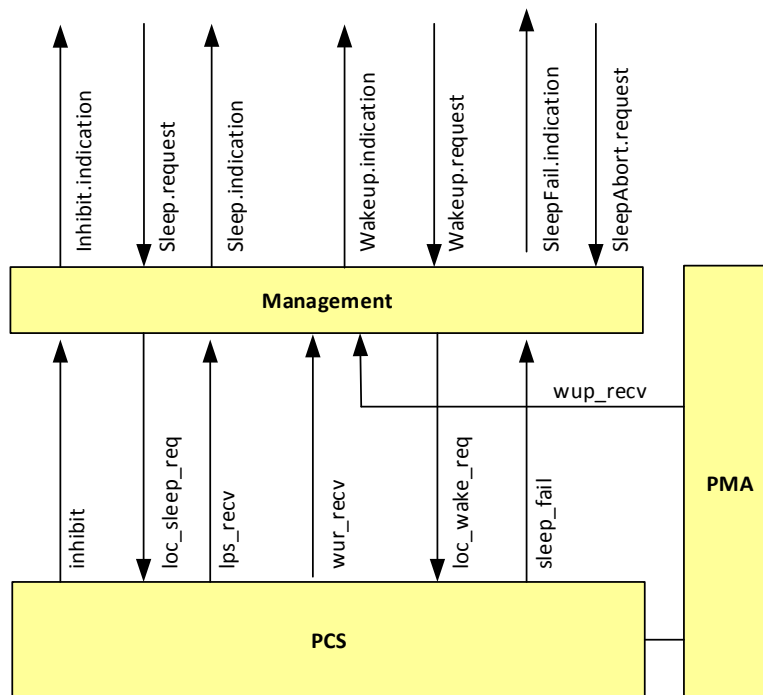 Inhibit.indication
Sleep.request
Sleep.indication
Wakeup.indication
Wakeup.request
SleepFail.indication
SleepAbort.request
Management
wup_recv
inhibit
loc_sleep_req
lps_recv
wur_recv
loc_wake_req
sleep_fail
PMA
PCS